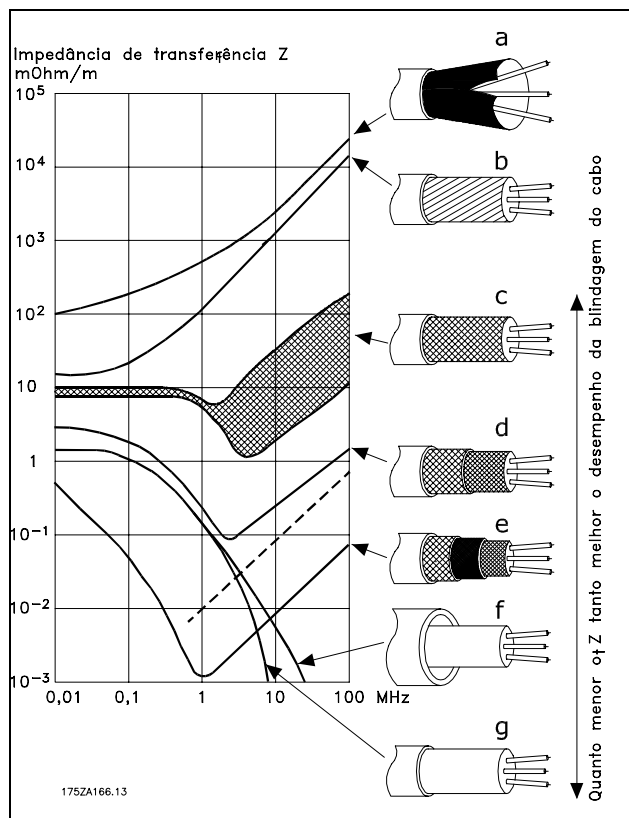 Impedância de transferência Z
mOhm/m
10⁵
10⁴
10³
10²
10
1
10⁻¹
10⁻²
10⁻³
0,01 0,1 1 10 100 MHz
a
b
c
d
e
f
g
Quanto menor o Z tanto melhor o desempenho da blindagem do cabo
175ZA166.13